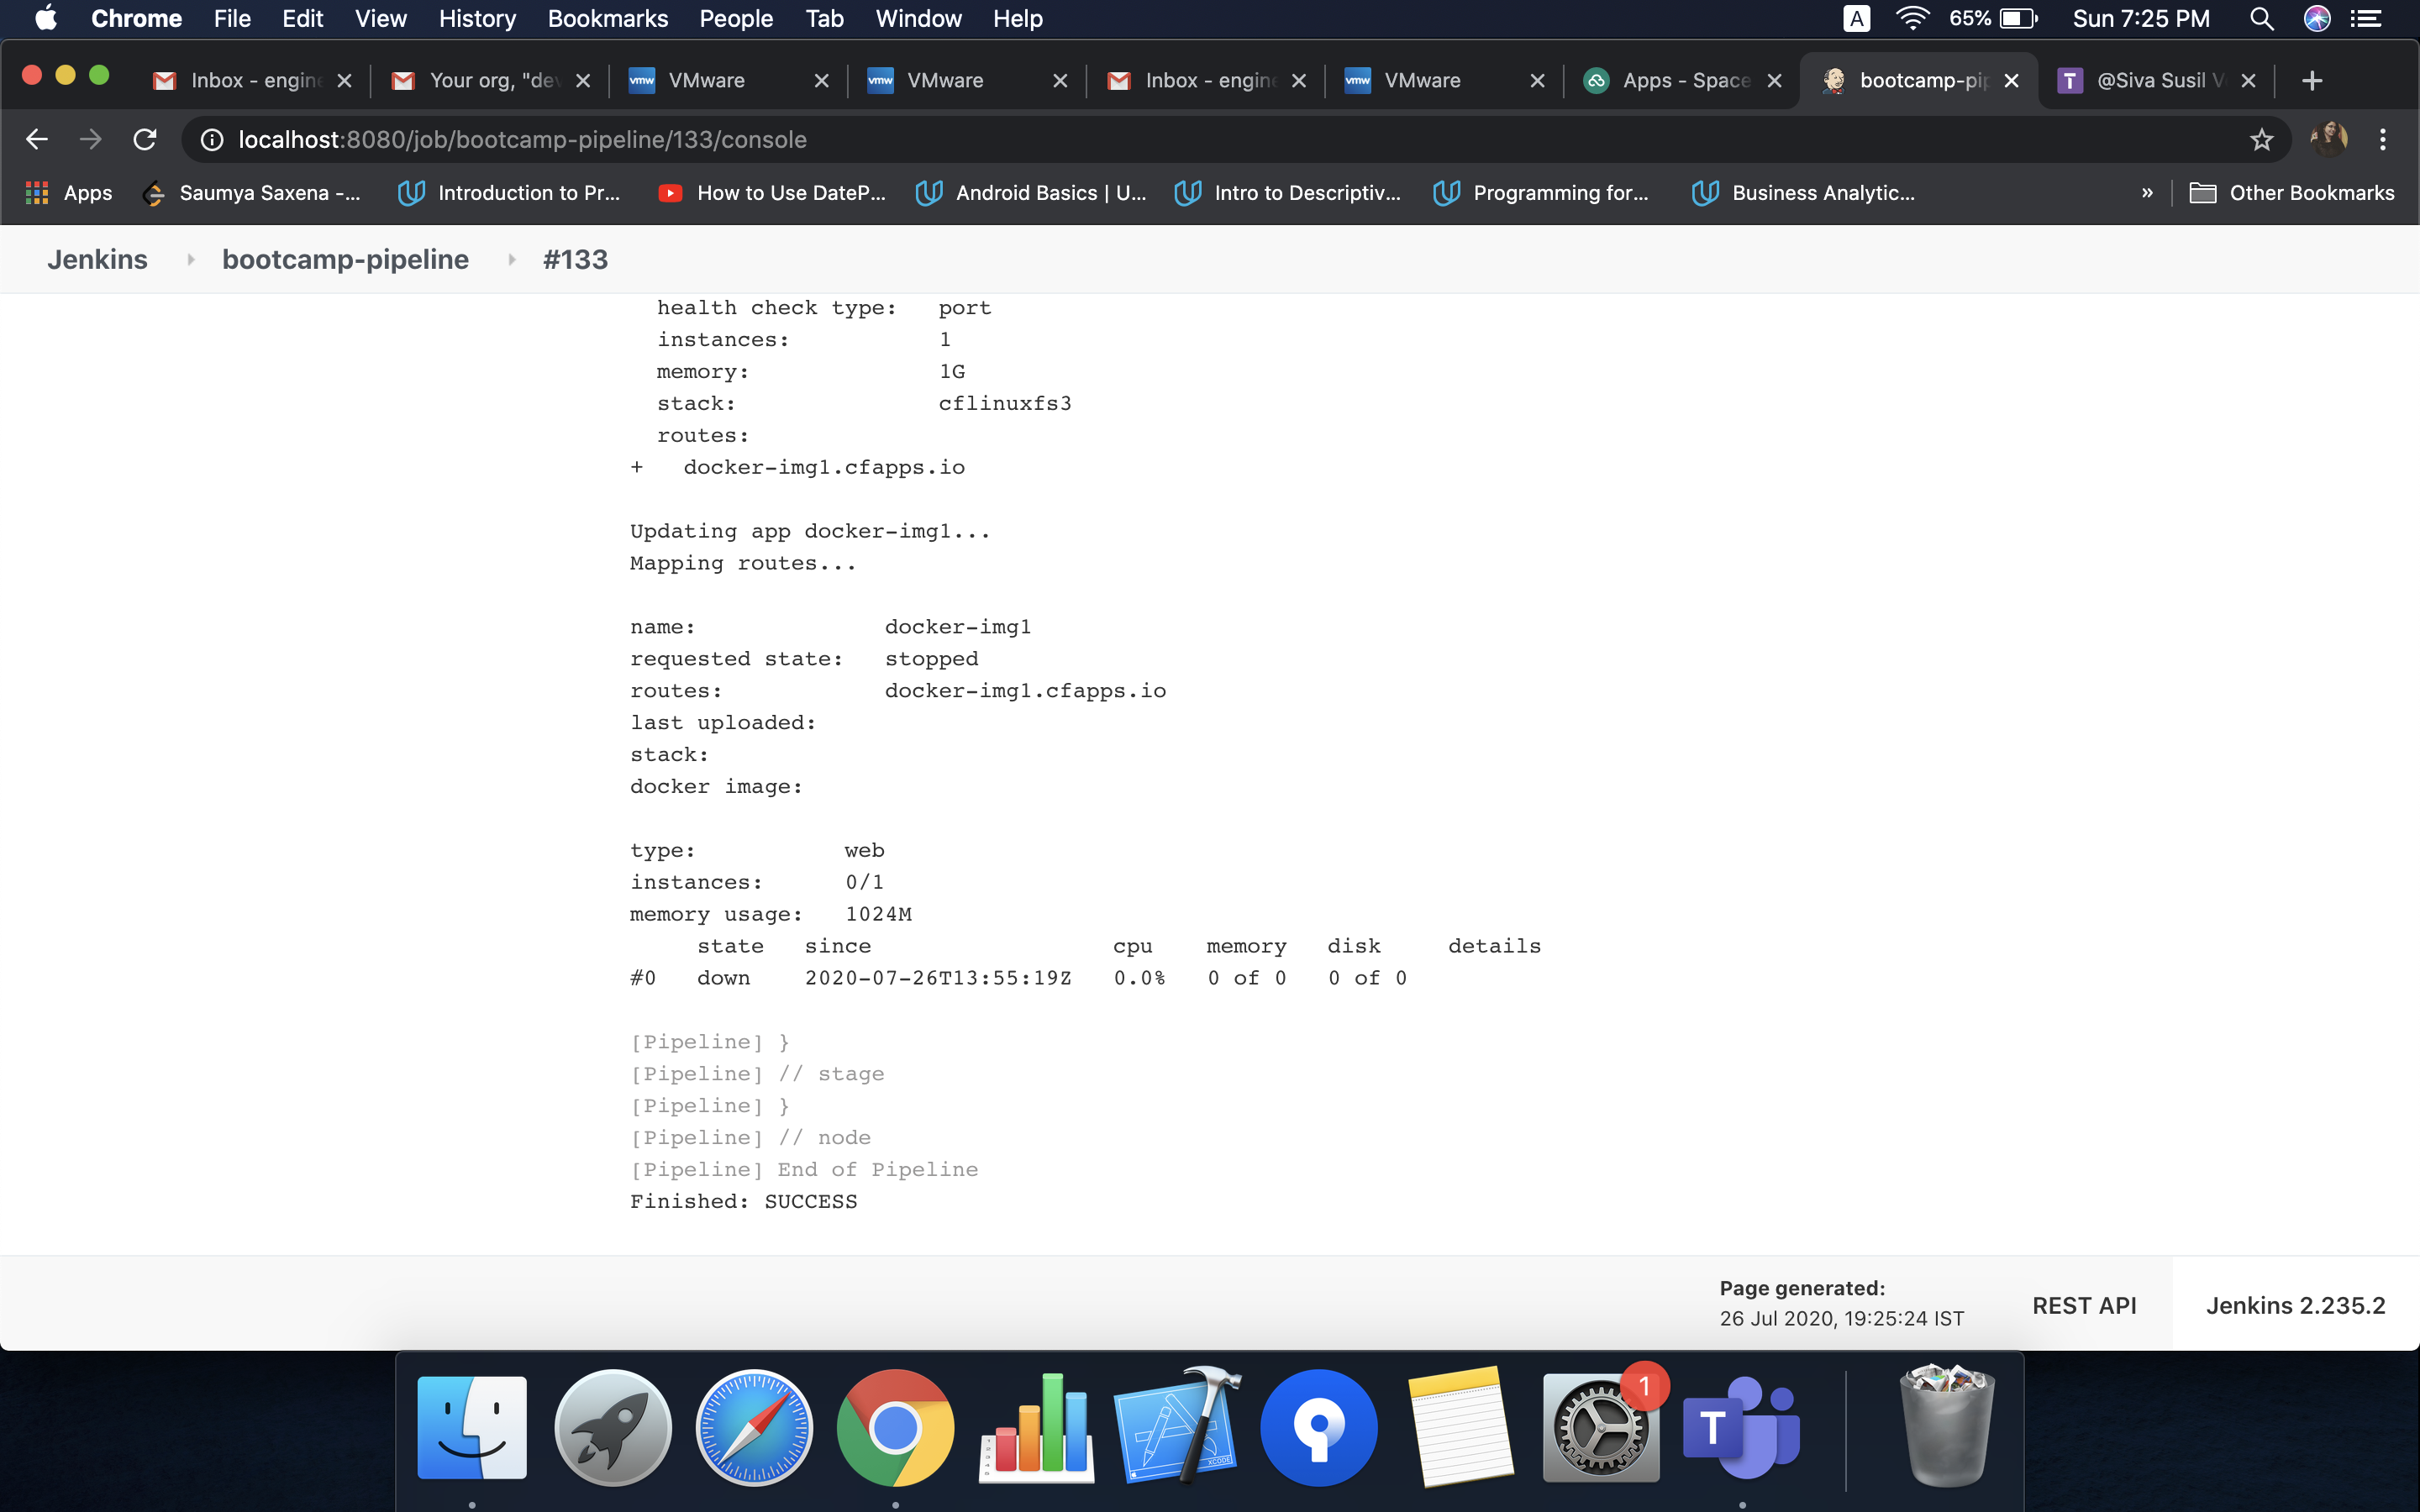 Chrome File Edit View History Bookmarks People Tab Window Help A 65% Sun 7:25 PM
Inbox - engine Your org, "dev vmw VMware vmw VMware Inbox - engine vmw VMware Apps - Space bootcamp-pip T @Siva Susil V
localhost:8080/job/bootcamp-pipeline/133/console
Apps Saumya Saxena -... Introduction to Pr... How to Use DateP... Android Basics | U... Intro to Descriptiv... Programming for... Business Analytic... » Other Bookmarks
Jenkins bootcamp-pipeline #133
health check type: port
instances: 1
memory: 1G
stack: cflinuxfs3
routes:
+ docker-img1.cfapps.io
Updating app docker-img1...
Mapping routes...
name: docker-img1
requested state: stopped
routes: docker-img1.cfapps.io
last uploaded:
stack:
docker image:
type: web
instances: 0/1
memory usage: 1024M
state since cpu memory disk details
#0 down 2020-07-26T13:55:19Z 0.0% 0 of 0 0 of 0
[Pipeline] }
[Pipeline] // stage
[Pipeline] }
[Pipeline] // node
[Pipeline] End of Pipeline
Finished: SUCCESS
Page generated:
26 Jul 2020, 19:25:24 IST
REST API
Jenkins 2.235.2
1
XCODE
T